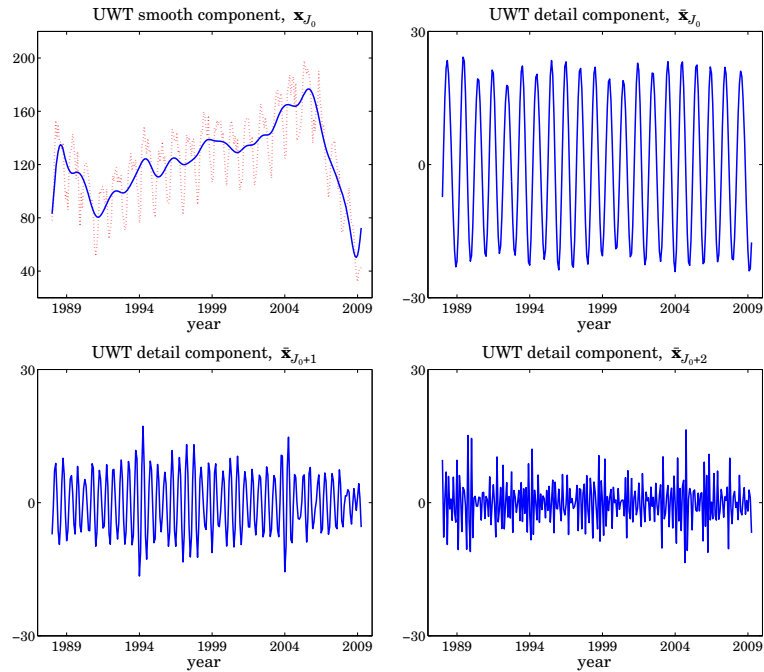 UWT smooth component, x_{J_0}
200
160
120
80
40
1989 1994 1999 2004 2009
year
UWT detail component, x̄_{J_0}
30
0
−30
1989 1994 1999 2004 2009
year
UWT detail component, x̄_{J_0+1}
30
0
−30
1989 1994 1999 2004 2009
year
UWT detail component, x̄_{J_0+2}
30
0
−30
1989 1994 1999 2004 2009
year